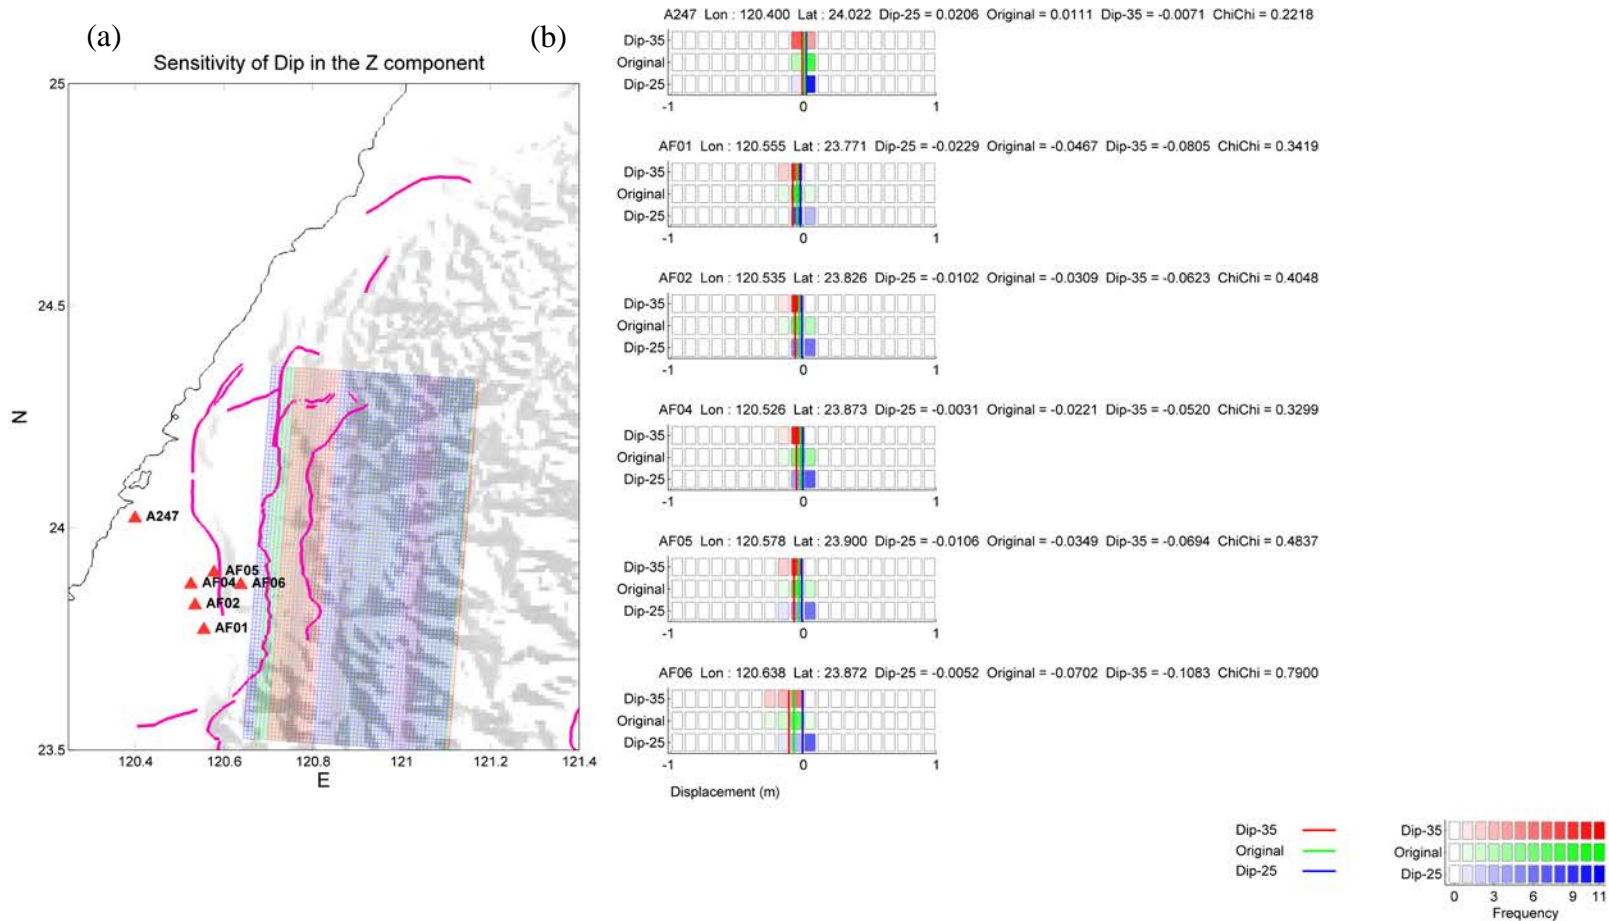 (a)
Sensitivity of Dip in the Z component
25
24.5
24
23.5
N
120.4 120.6 120.8 121 121.2 121.4
E
A247
AF05
AF04 AF06
AF02
AF01
(b)
A247 Lon : 120.400 Lat : 24.022 Dip-25 = 0.0206 Original = 0.0111 Dip-35 = -0.0071 ChiChi = 0.2218
Dip-35
Original
Dip-25
-1 0 1
AF01 Lon : 120.555 Lat : 23.771 Dip-25 = -0.0229 Original = -0.0467 Dip-35 = -0.0805 ChiChi = 0.3419
Dip-35
Original
Dip-25
-1 0 1
AF02 Lon : 120.535 Lat : 23.826 Dip-25 = -0.0102 Original = -0.0309 Dip-35 = -0.0623 ChiChi = 0.4048
Dip-35
Original
Dip-25
-1 0 1
AF04 Lon : 120.526 Lat : 23.873 Dip-25 = -0.0031 Original = -0.0221 Dip-35 = -0.0520 ChiChi = 0.3299
Dip-35
Original
Dip-25
-1 0 1
AF05 Lon : 120.578 Lat : 23.900 Dip-25 = -0.0106 Original = -0.0349 Dip-35 = -0.0694 ChiChi = 0.4837
Dip-35
Original
Dip-25
-1 0 1
AF06 Lon : 120.638 Lat : 23.872 Dip-25 = -0.0052 Original = -0.0702 Dip-35 = -0.1083 ChiChi = 0.7900
Dip-35
Original
Dip-25
-1 0 1
Displacement (m)
Dip-35
Original
Dip-25
Dip-35
Original
Dip-25
0 3 6 9 11
Frequency